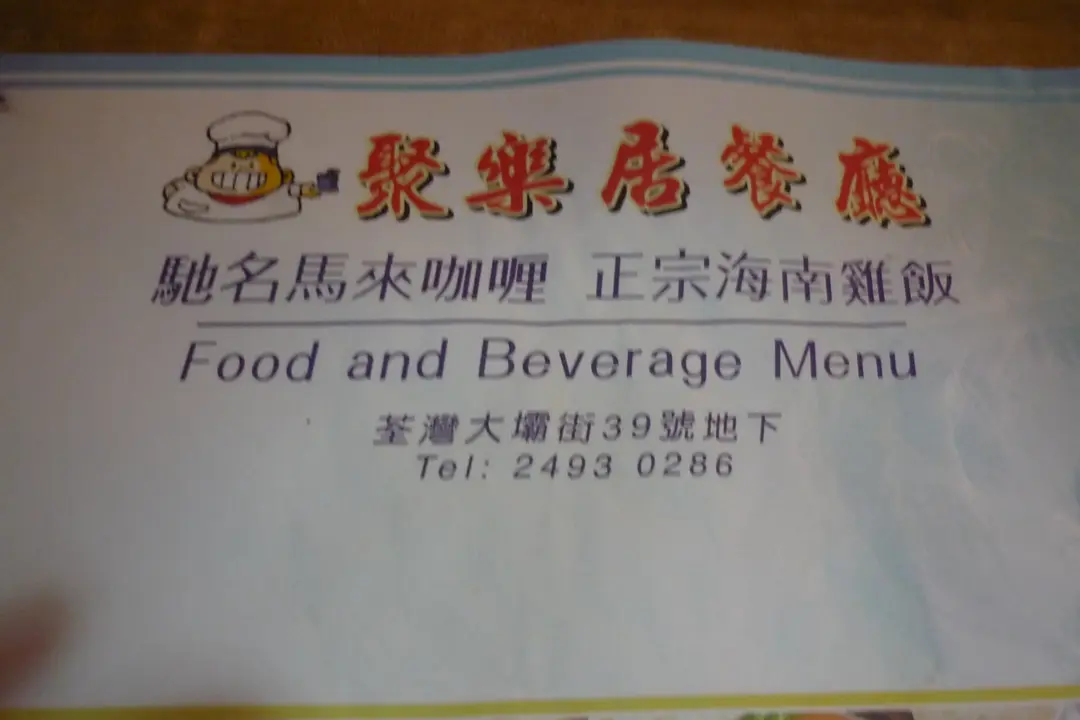 聚樂居餐廳
馳名馬來咖喱 正宗海南雞飯
Food and Beverage Menu
荃灣大壩街39號地下
Tel: 2493 0286